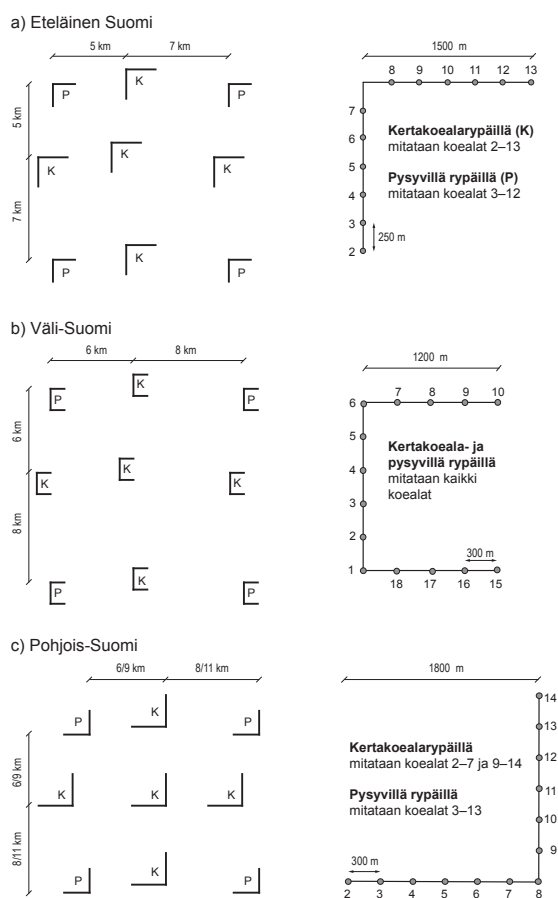 a) Eteläinen Suomi
5 km 7 km
P K P
5 km
K K K
7 km
P K P
1500 m
8 9 10 11 12 13
7
6
5
4
3
2
250 m
Kertakoealarypäillä (K)
mitataan koealat 2–13
Pysyvillä rypäillä (P)
mitataan koealat 3–12
b) Väli-Suomi
6 km 8 km
P K P
6 km
K K K
8 km
P K P
1200 m
6 7 8 9 10
5
4
3
2
1 18 17 16 15
300 m
Kertakoeala- ja
pysyvillä rypäillä
mitataan kaikki
koealat
c) Pohjois-Suomi
6/9 km 8/11 km
P K P
6/9 km
K K K
8/11 km
P K P
1800 m
14
13
12
11
10
9
Kertakoealarypäillä
mitataan koealat 2–7 ja 9–14
Pysyvillä rypäillä
mitataan koealat 3–13
300 m
2 3 4 5 6 7 8